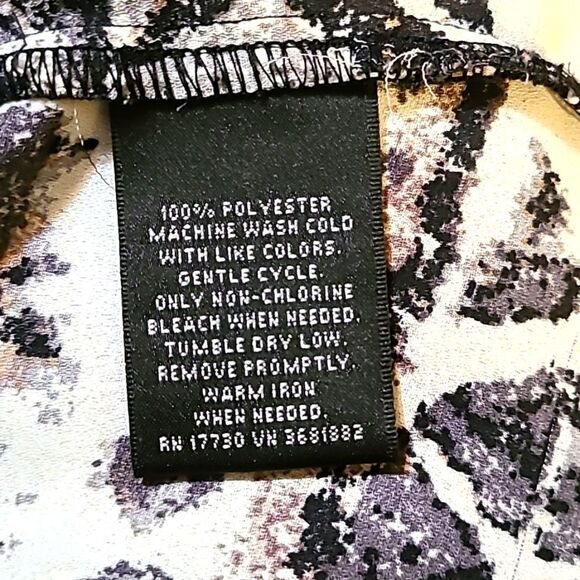 100% POLYESTER
MACHINE WASH COLD
WITH LIKE COLORS.
GENTLE CYCLE.
ONLY NON-CHLORINE
BLEACH WHEN NEEDED.
TUMBLE DRY LOW.
REMOVE PROMPTLY.
WARM IRON
WHEN NEEDED.
RN 17730 VN 3681882